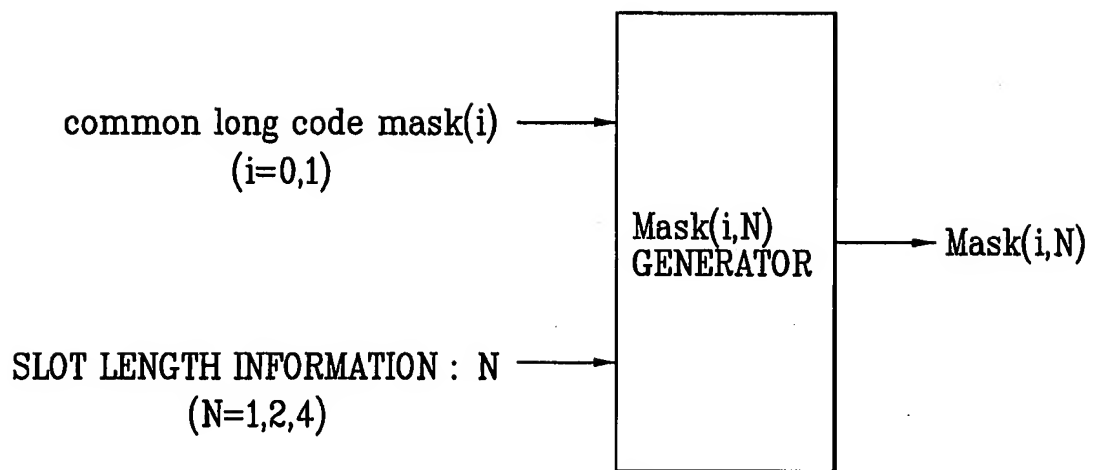 common long code mask(i)
(i=0,1)
Mask(i,N)
GENERATOR
Mask(i,N)
SLOT LENGTH INFORMATION : N
(N=1,2,4)